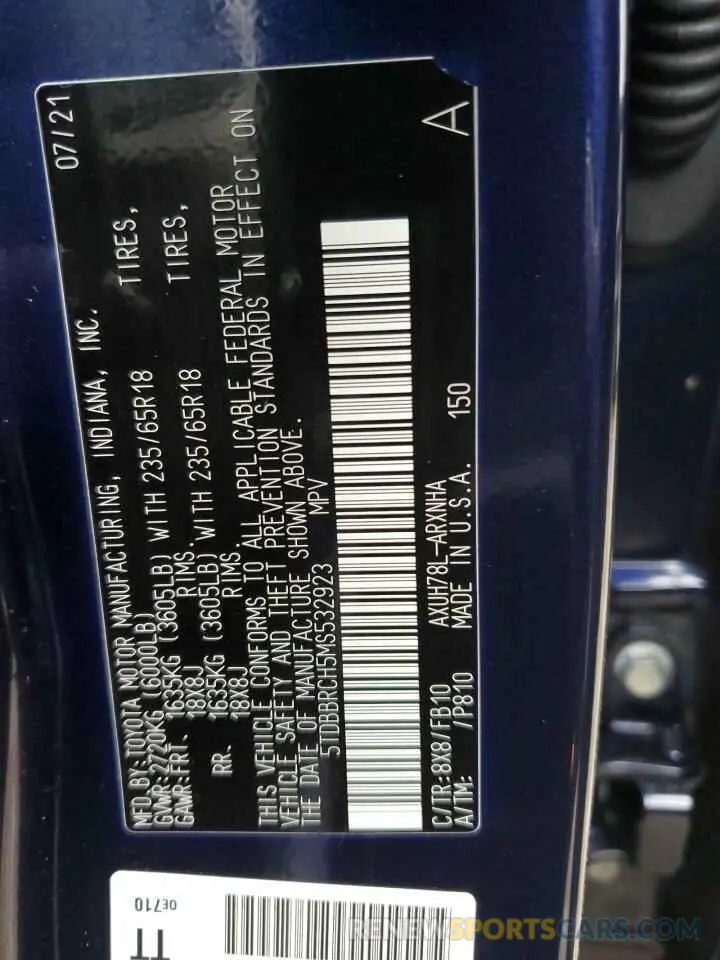 MFD BY:TOYOTA MOTOR MANUFACTURING, INDIANA, INC. 07/21
GVWR:2720KG (6000LB)
GAWR:FRT. 1635KG (3605LB) WITH 235/65R18 TIRES,
18X8J RIMS.
RR. 1635KG (3605LB) WITH 235/65R18 TIRES,
18X8J RIMS.
THIS VEHICLE CONFORMS TO ALL APPLICABLE FEDERAL MOTOR
VEHICLE SAFETY AND THEFT PREVENTION STANDARDS IN EFFECT ON
THE DATE OF MANUFACTURE SHOWN ABOVE.
5TDBBRCH5MS532923 MPV
C/TR:8X8/FB10 AXUH78L-ARXNHA
A/TM: /P810 MADE IN U.S.A. 150
A
0E710
TT
RENEWSPORTSCARS.COM